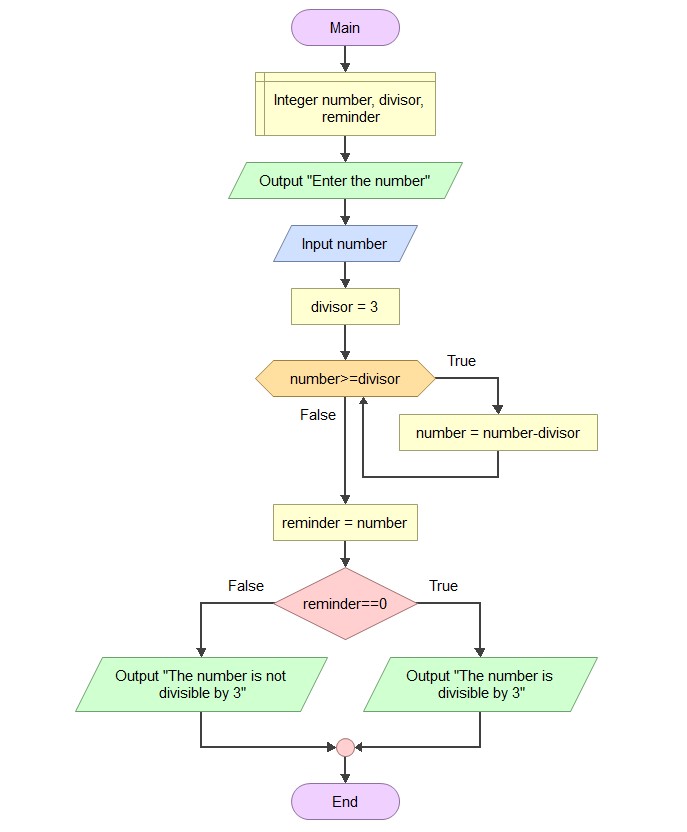 Main
Integer number, divisor,
reminder
Output "Enter the number"
Input number
divisor = 3
number>=divisor
True
False
number = number-divisor
reminder = number
reminder==0
False
True
Output "The number is not
divisible by 3"
Output "The number is
divisible by 3"
End